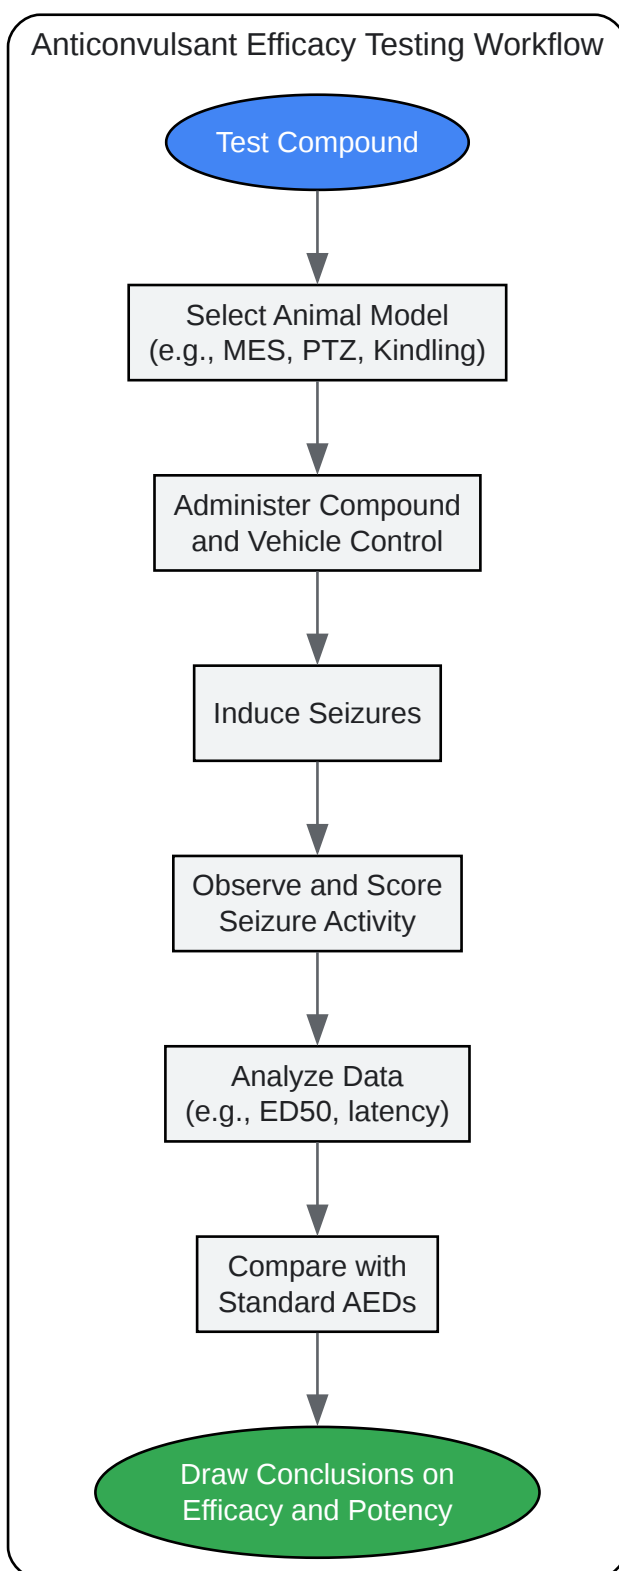 Anticonvulsant Efficacy Testing Workflow
Test Compound
Select Animal Model
(e.g., MES, PTZ, Kindling)
Administer Compound
and Vehicle Control
Induce Seizures
Observe and Score
Seizure Activity
Analyze Data
(e.g., ED50, latency)
Compare with
Standard AEDs
Draw Conclusions on
Efficacy and Potency